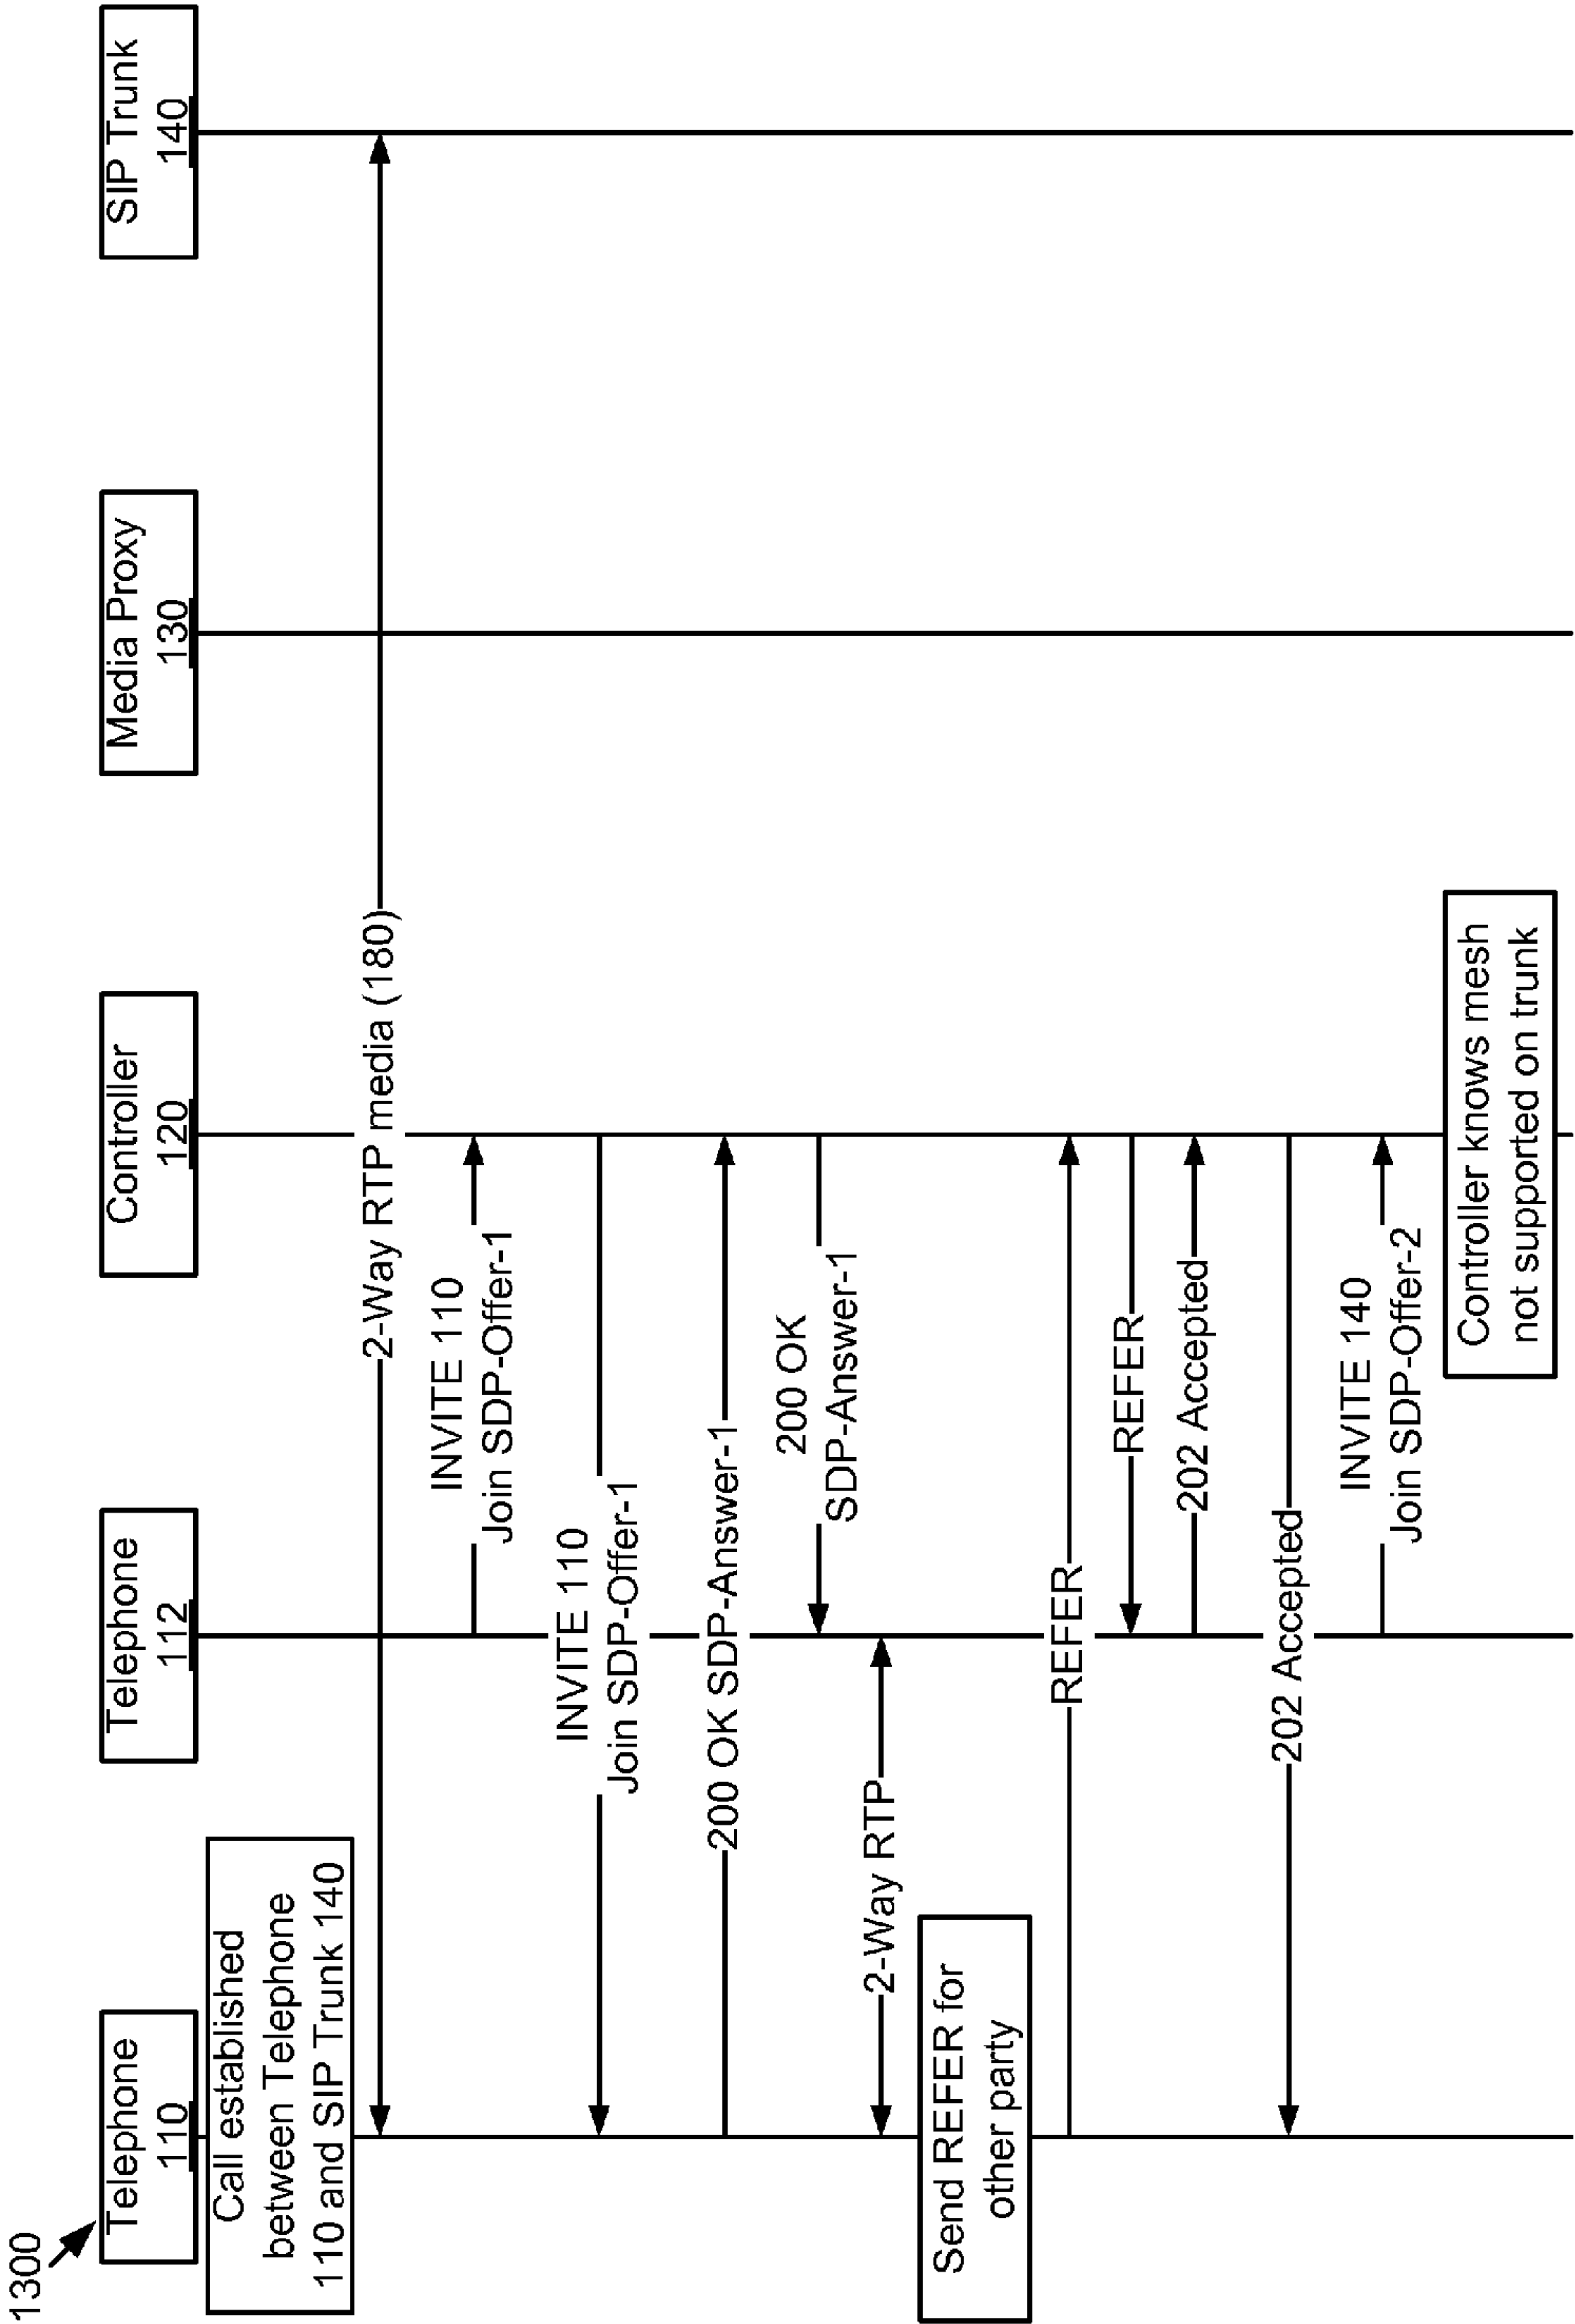 1300
Telephone
110
Telephone
112
Controller
120
Media Proxy
130
SIP Trunk
140
Call established
between Telephone
110 and SIP Trunk 140
2-Way RTP media (180)
INVITE 110
Join SDP-Offer-1
INVITE 110
Join SDP-Offer-1
200 OK SDP-Answer-1
200 OK
SDP-Answer-1
2-Way RTP
Send REFER for
other party
REFER
REFER
202 Accepted
202 Accepted
INVITE 140
Join SDP-Offer-2
Controller knows mesh
not supported on trunk